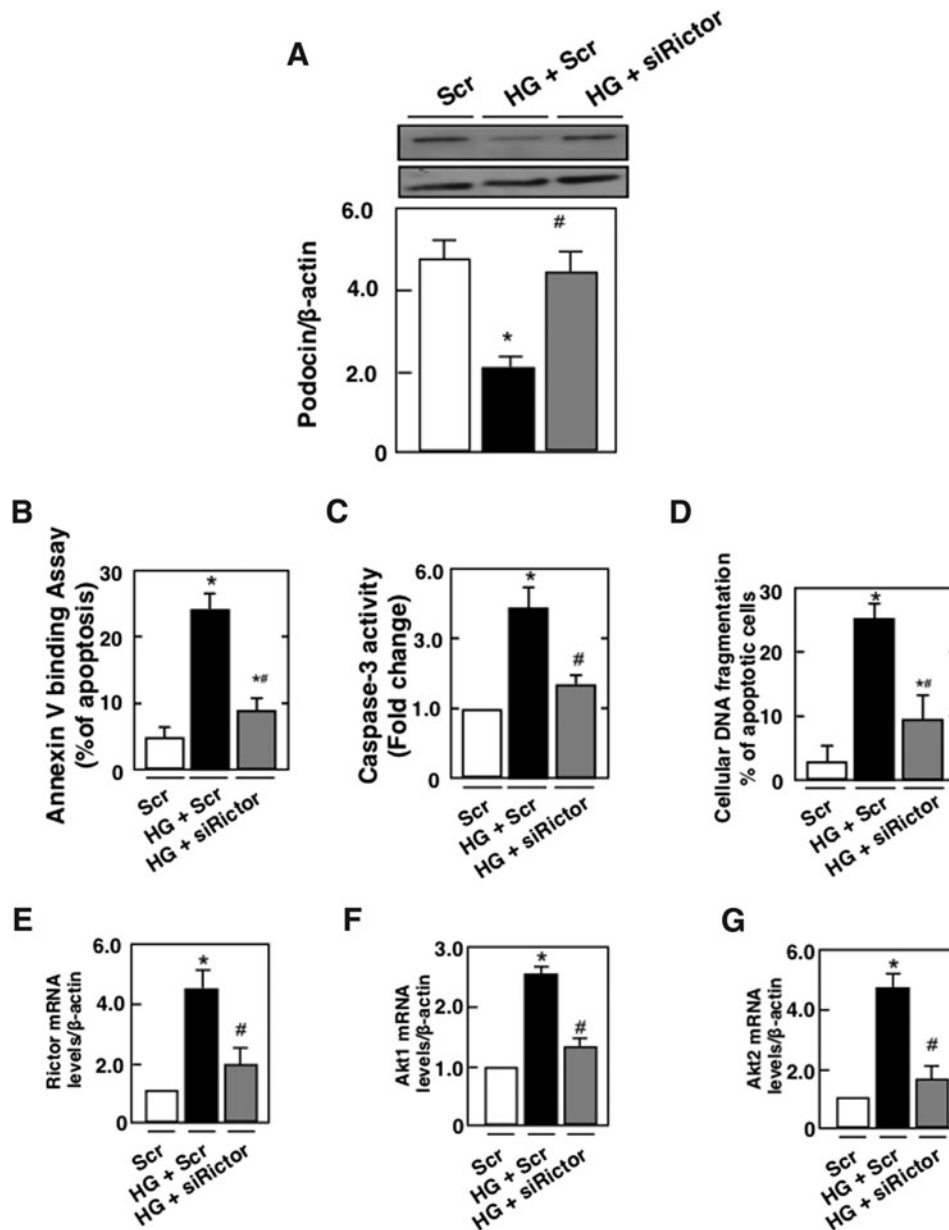 A
Scr
HG + Scr
HG + siRictor
6.0
4.0
2.0
0
Podocin/β-actin
#
*
B
Annexin V binding Assay
(%of apoptosis)
30
20
10
0
*
*#
Scr
HG + Scr
HG + siRictor
C
Caspase-3 activity
(Fold change)
6.0
3.0
1.0
0
*
#
Scr
HG + Scr
HG + siRictor
D
Cellular DNA fragmentation
% of apoptotic cells
30
20
10
0
*
*#
Scr
HG + Scr
HG + siRictor
E
Rictor mRNA
levels/β-actin
6.0
4.0
2.0
0
*
#
Scr
HG + Scr
HG + siRictor
F
Akt1 mRNA
levels/β-actin
3.0
2.0
1.0
0
*
#
Scr
HG + Scr
HG + siRictor
G
Akt2 mRNA
levels/β-actin
6.0
4.0
2.0
0
*
#
Scr
HG + Scr
HG + siRictor